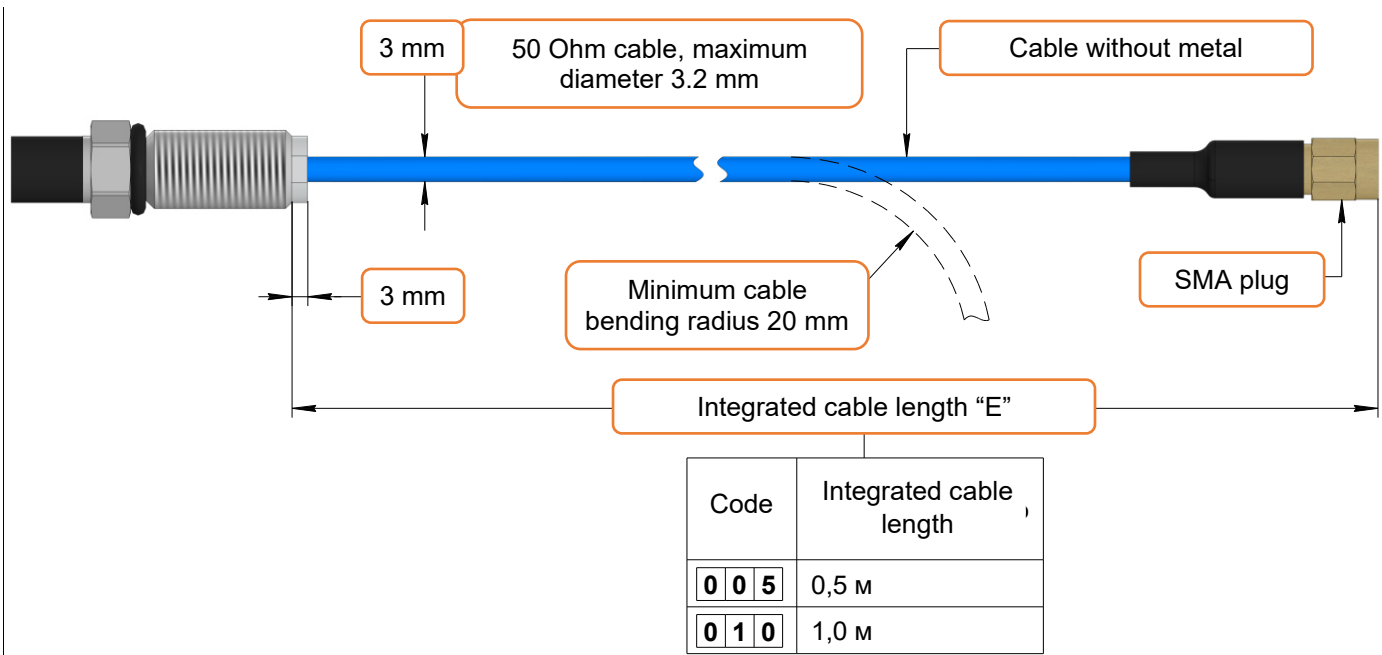 3 mm
50 Ohm cable, maximum
diameter 3.2 mm
Cable without metal
3 mm
Minimum cable
bending radius 20 mm
SMA plug
Integrated cable length “E”
Code
Integrated cable
length
0 0 5
0,5 м
0 1 0
1,0 м